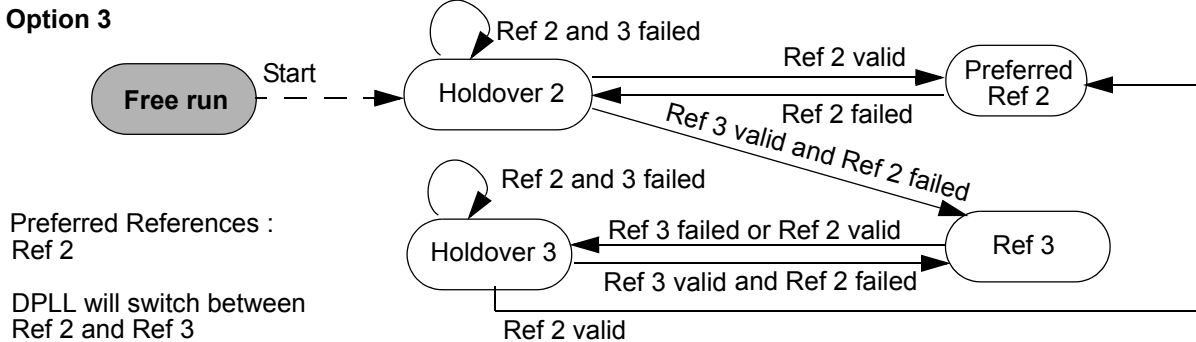 Option 3
Ref 2 and 3 failed
Start
Free run
Holdover 2
Ref 2 valid
Ref 2 failed
Preferred
Ref 2
Ref 3 valid and Ref 2 failed
Ref 2 and 3 failed
Preferred References :
Ref 2
Holdover 3
Ref 3 failed or Ref 2 valid
Ref 3 valid and Ref 2 failed
Ref 3
DPLL will switch between
Ref 2 and Ref 3
Ref 2 valid